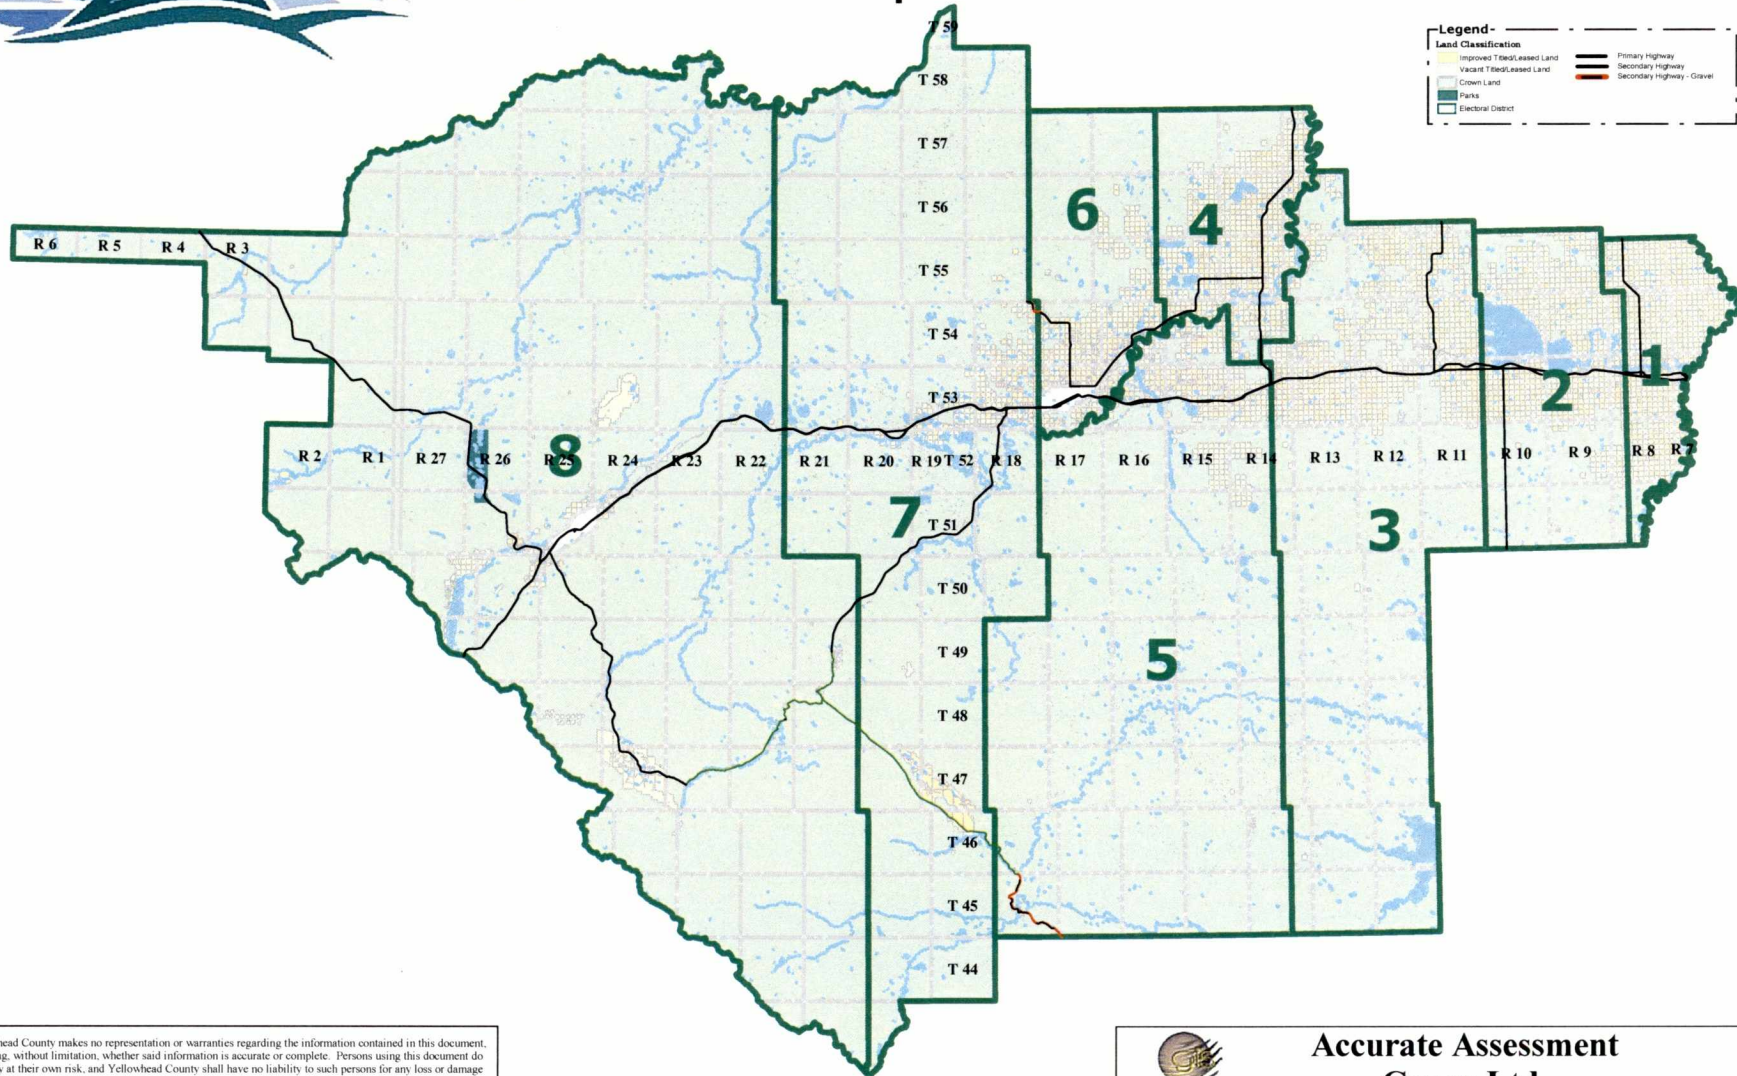 Legend
Land Classification
Improved Titled/Leased Land
Vacant Titled/Leased Land
Crown Land
Parks
Electoral District
Primary Highway
Secondary Highway
Secondary Highway - Gravel
T 59
T 58
T 57
T 56
T 55
T 54
T 53
R 6 R 5 R 4 R 3
6
4
8
7
1
2
3
5
R 2 R 1 R 27 R 26 R 25 R 24 R 23 R 22 R 21 R 20 R 19 T 52 R 18 R 17 R 16 R 15 R 14 R 13 R 12 R 11 R 10 R 9 R 8 R 7
T 51
T 50
T 49
T 48
T 47
T 46
T 45
T 44
head County makes no representation or warranties regarding the information contained in this document,
ng, without limitation, whether said information is accurate or complete. Persons using this document do
y at their own risk, and Yellowhead County shall have no liability to such persons for any loss or damage
Accurate Assessment